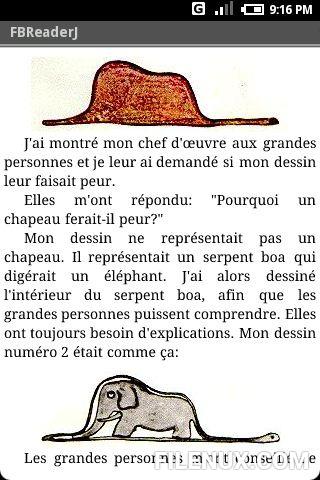 9:16 PM
FBReaderJ
J'ai montré mon chef d'œuvre aux grandes
personnes et je leur ai demandé si mon dessin
leur faisait peur.
Elles m'ont répondu: "Pourquoi un
chapeau ferait-il peur?"
Mon dessin ne représentait pas un
chapeau. Il représentait un serpent boa qui
digérait un éléphant. J'ai alors dessiné
l'intérieur du serpent boa, afin que les
grandes personnes puissent comprendre. Elles
ont toujours besoin d'explications. Mon dessin
numéro 2 était comme ça:
Les grandes personnes m'ont conseillé
FILENUX.COM